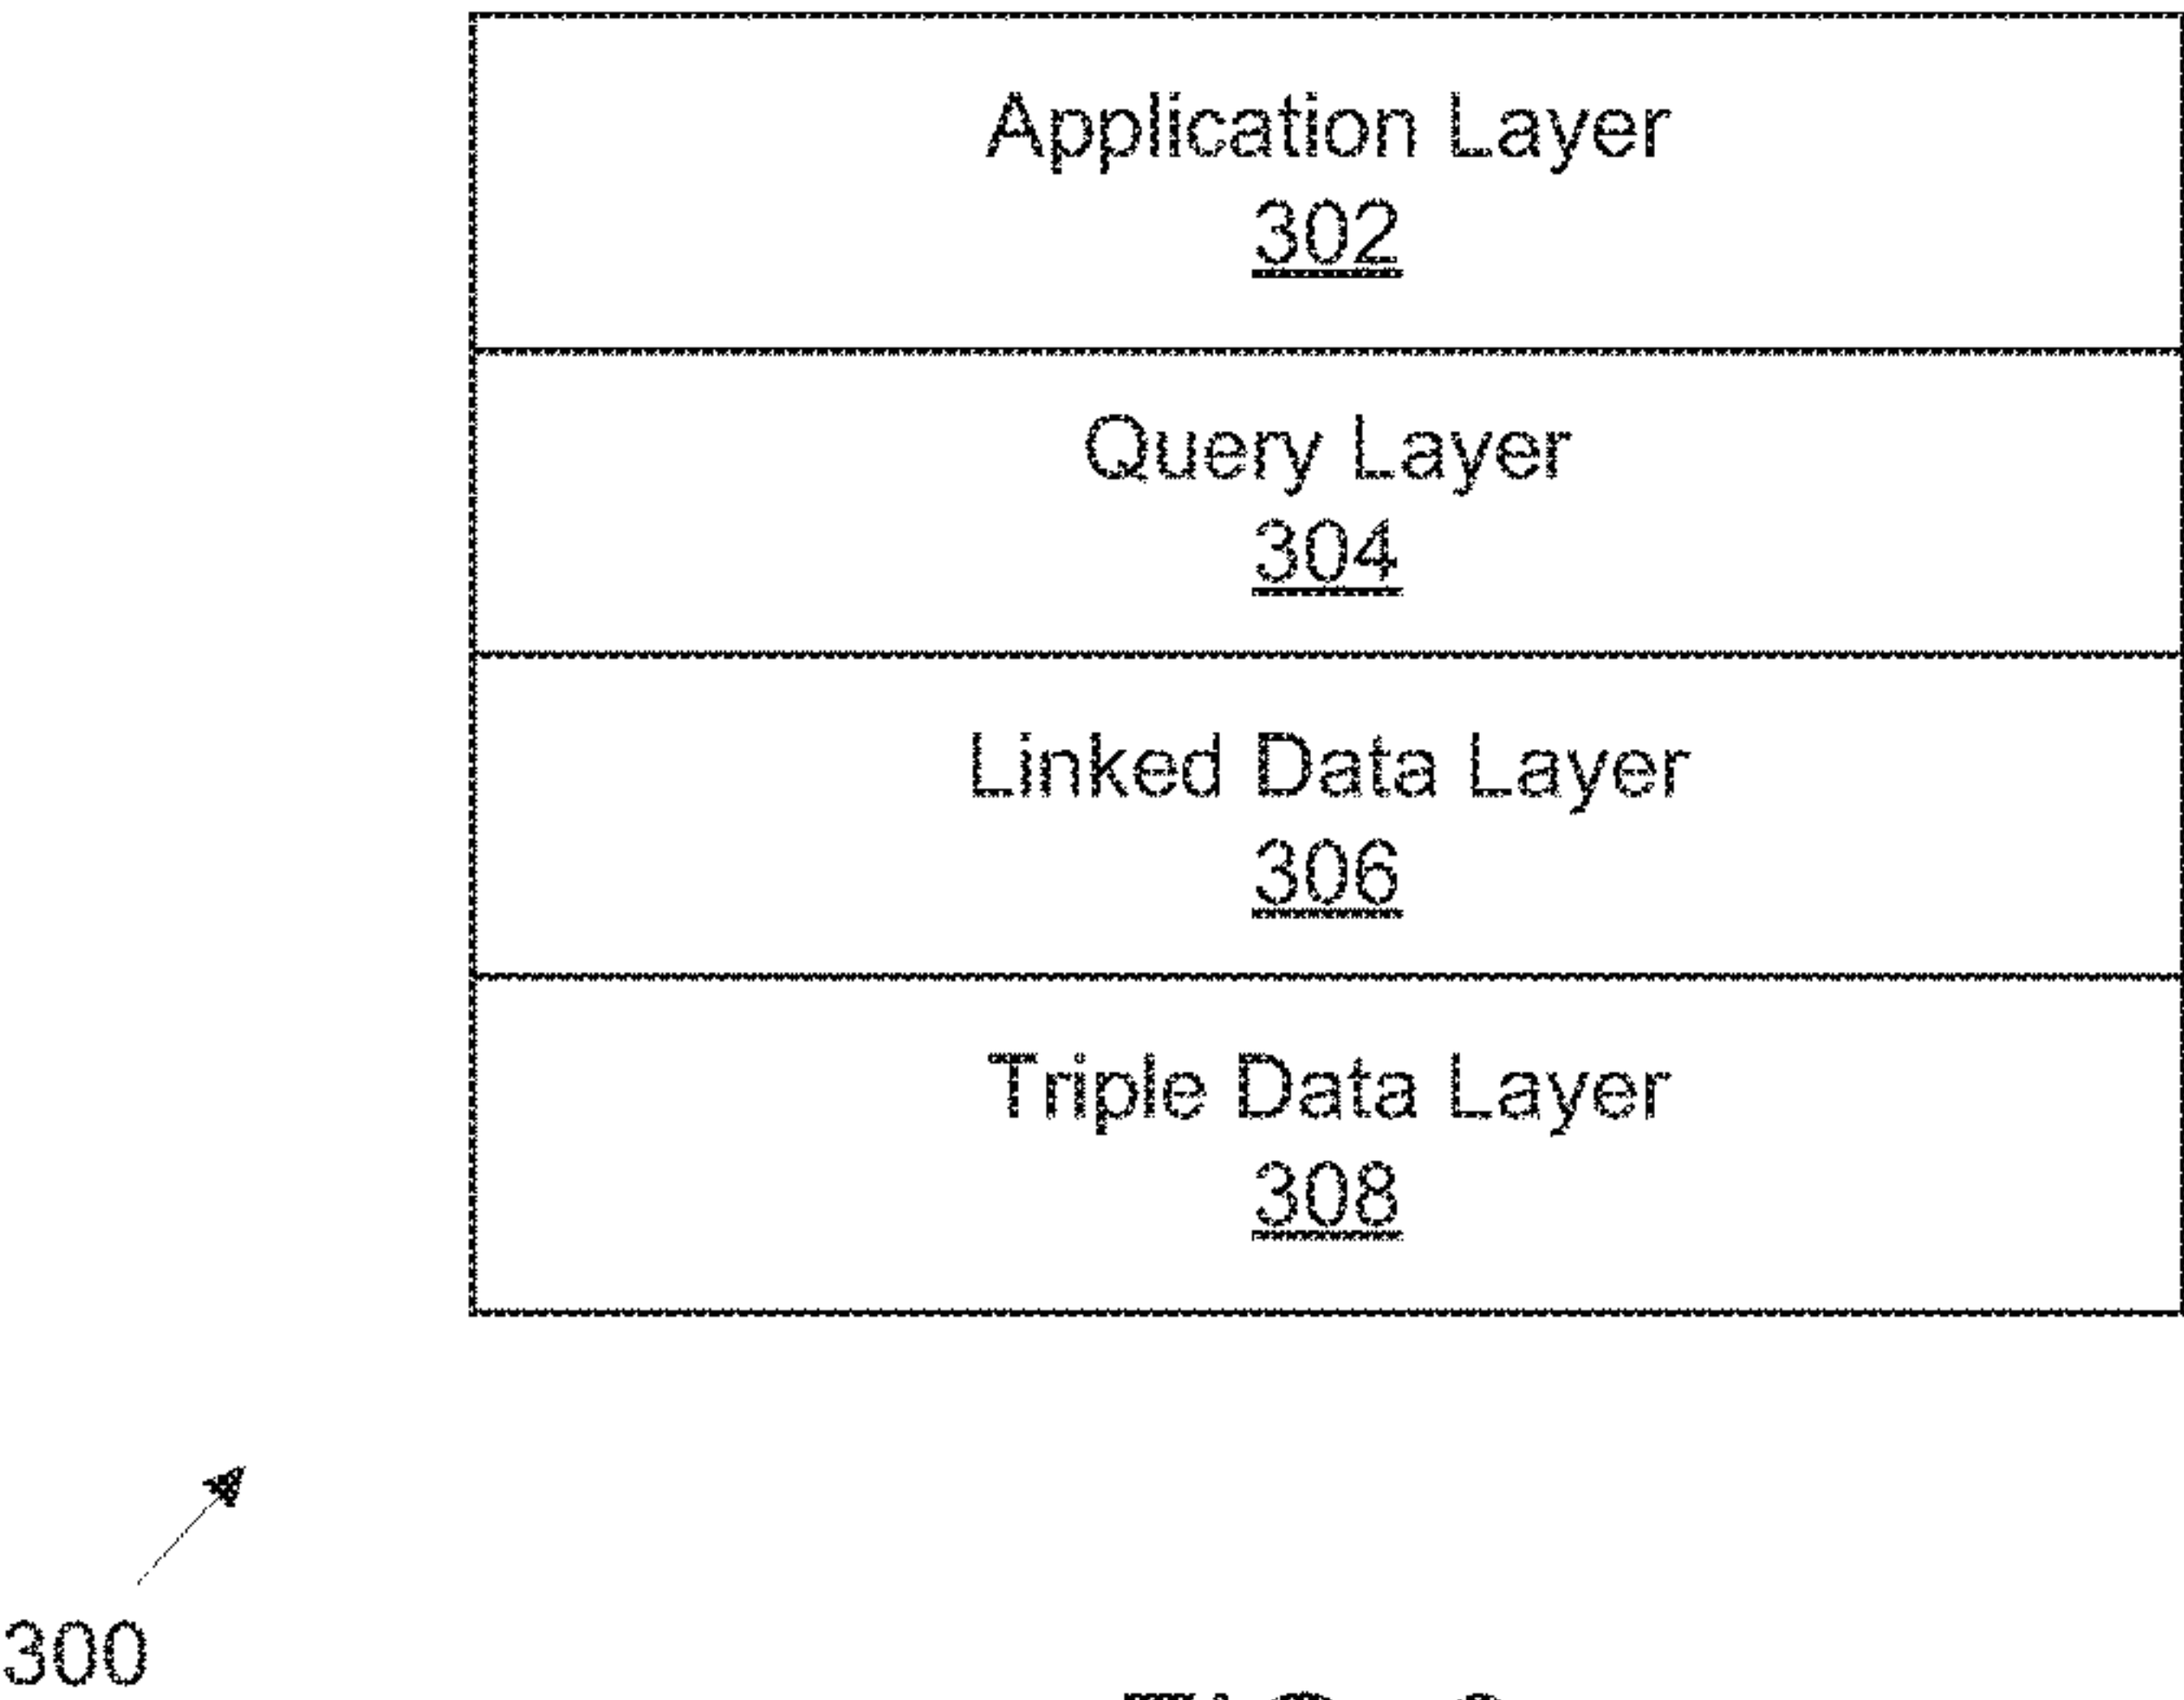 Application Layer
302
Query Layer
304
Linked Data Layer
306
Triple Data Layer
308
300